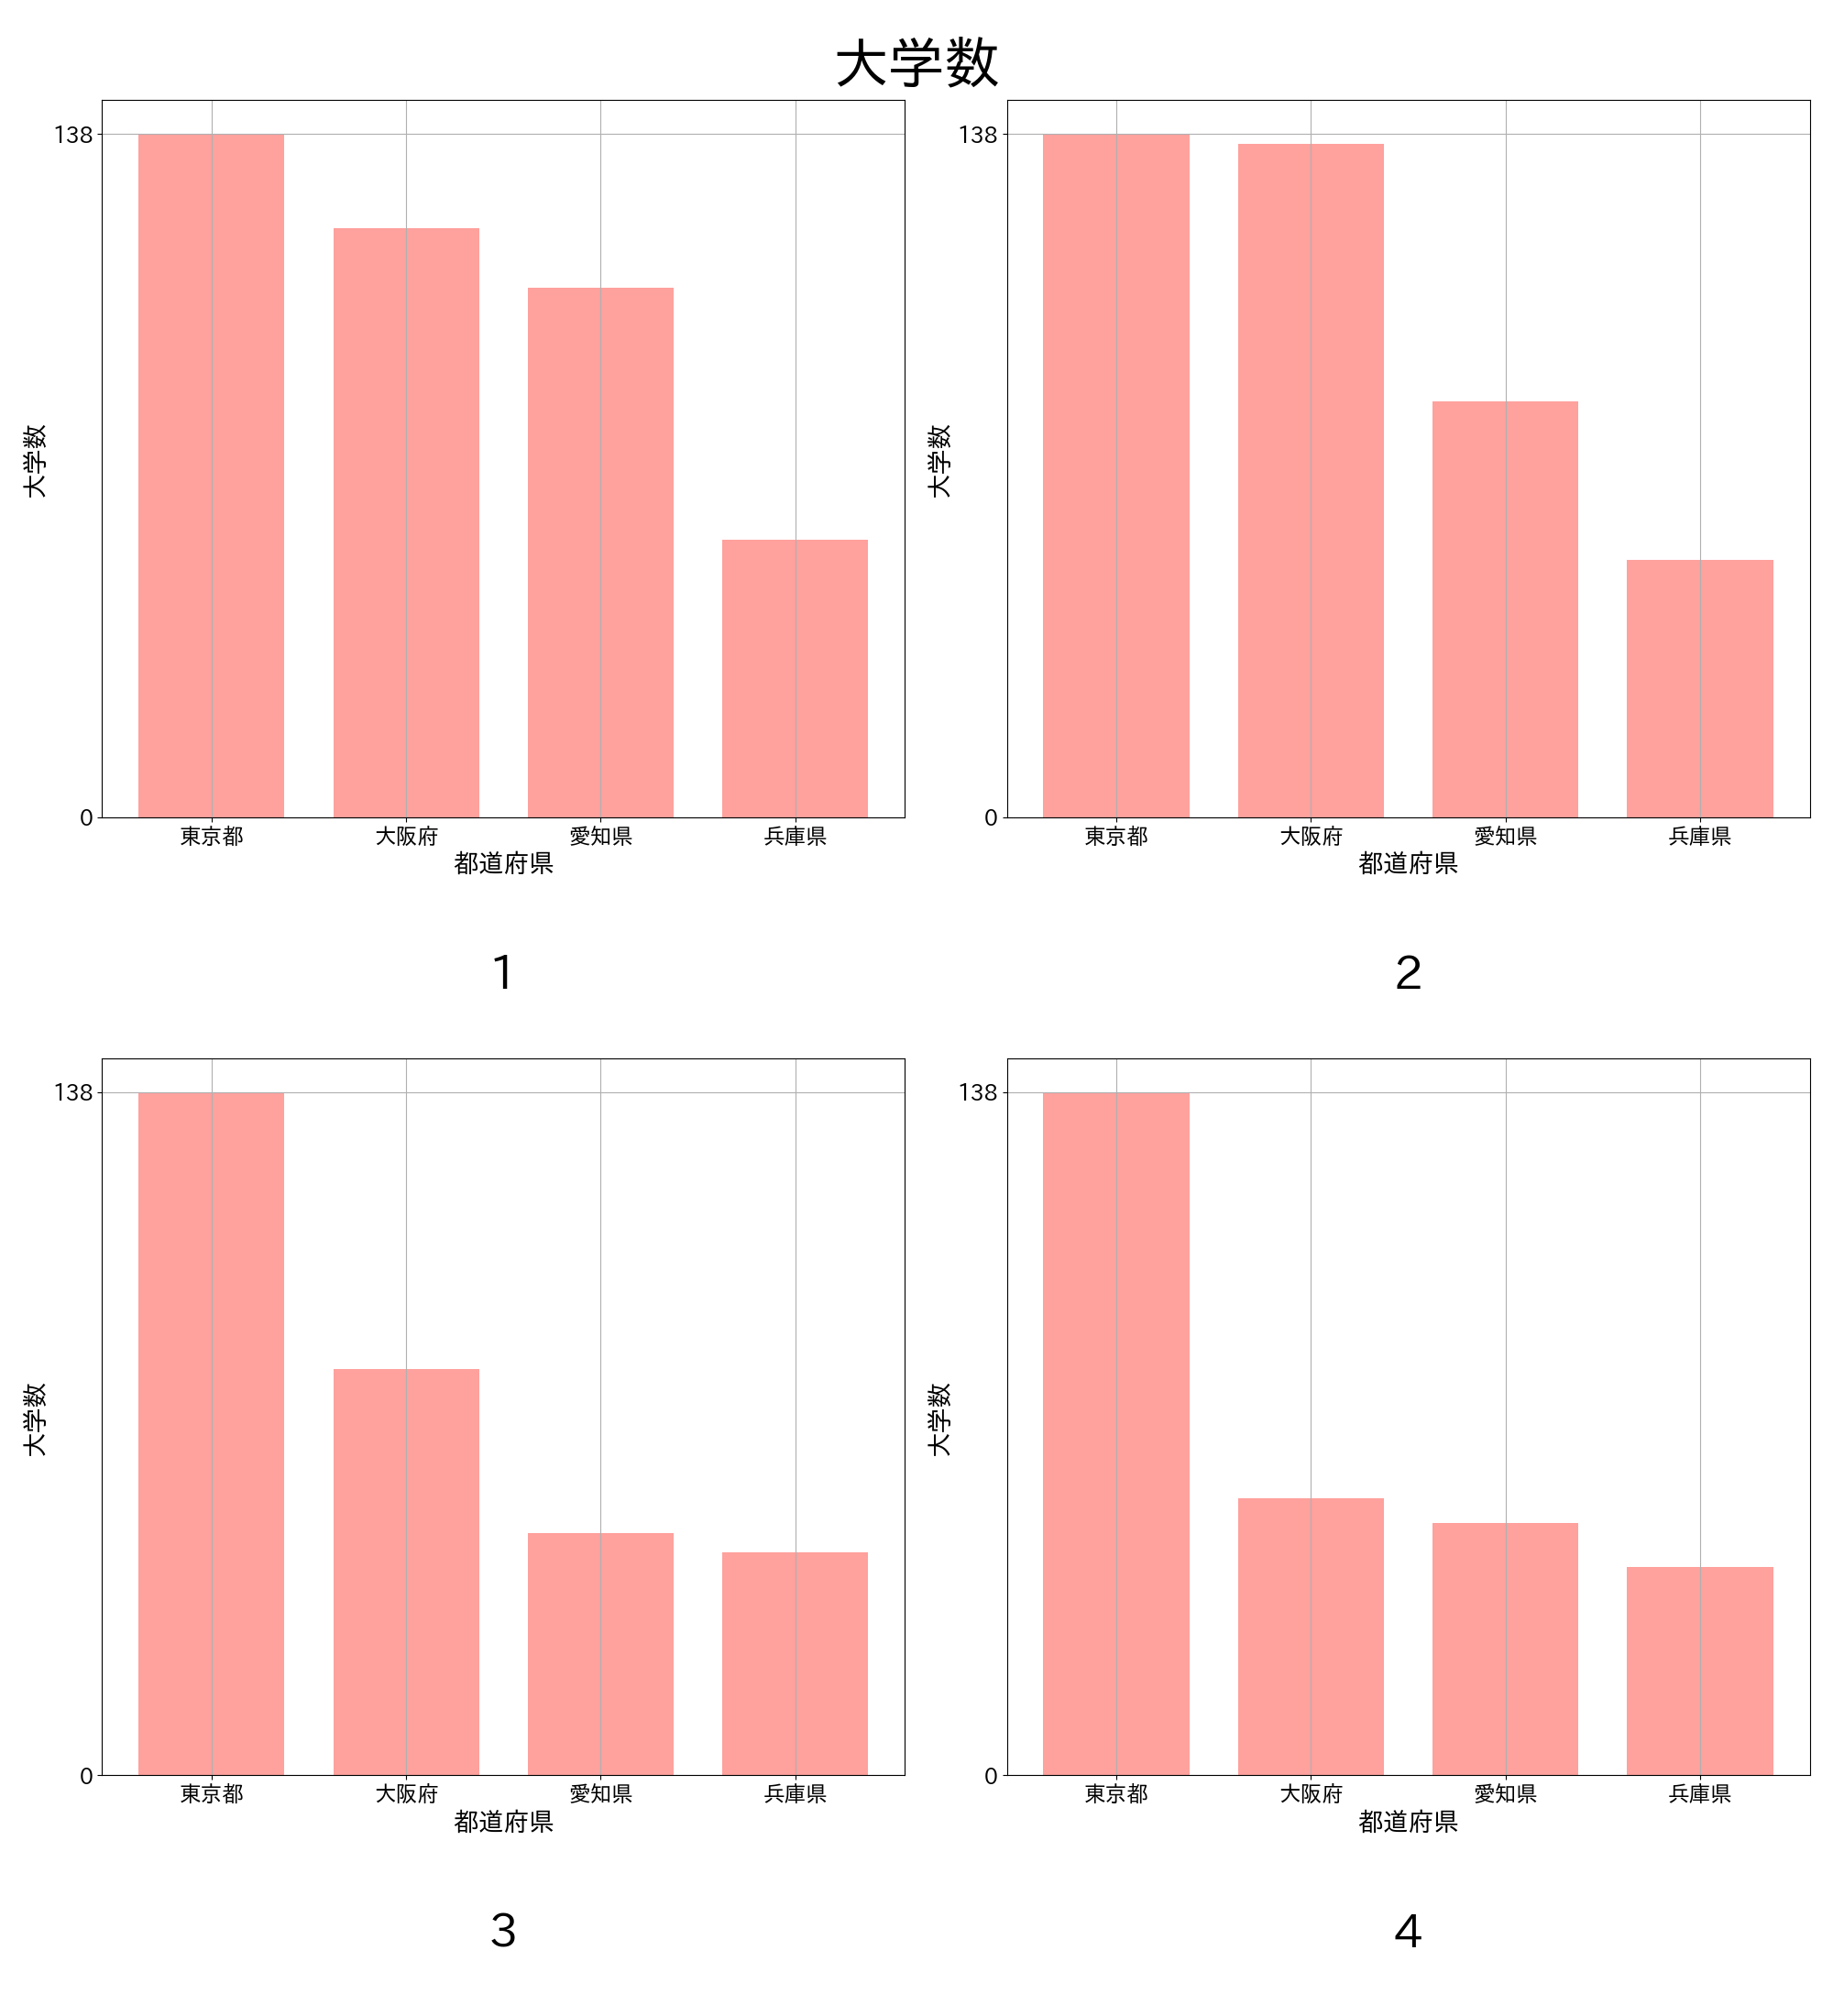 大学数
138
大学数
0
東京都 大阪府 愛知県 兵庫県
都道府県
1
138
大学数
0
東京都 大阪府 愛知県 兵庫県
都道府県
2
138
大学数
0
東京都 大阪府 愛知県 兵庫県
都道府県
3
138
大学数
0
東京都 大阪府 愛知県 兵庫県
都道府県
4